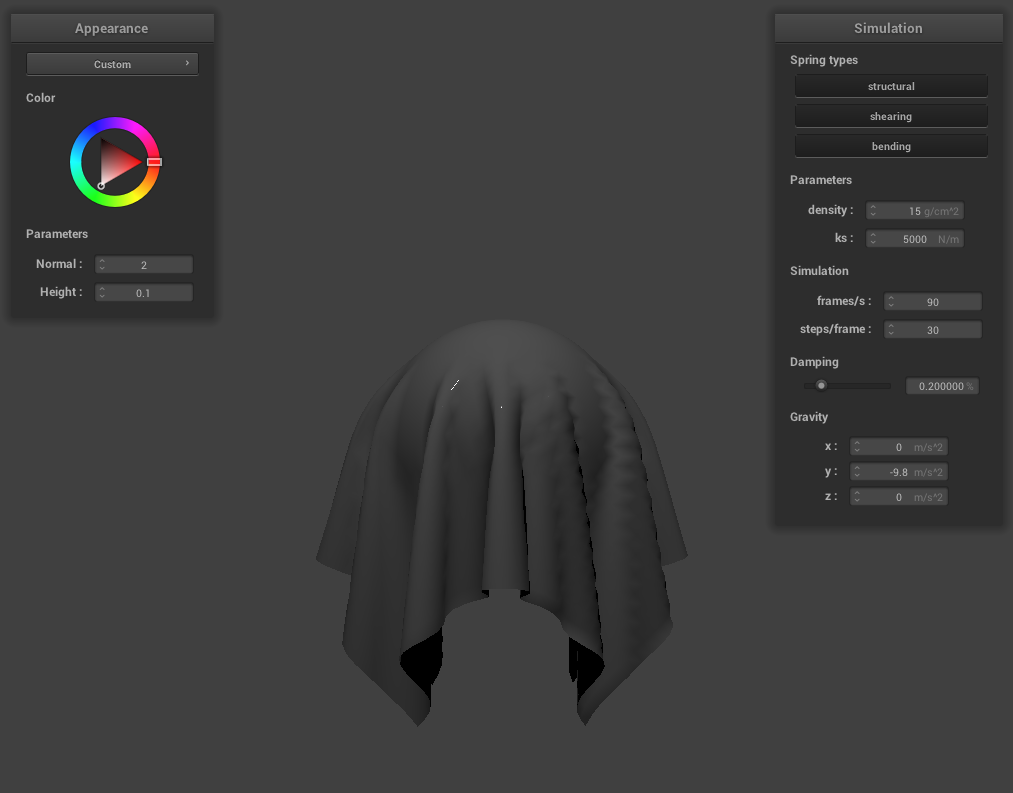 Appearance
Custom
Color
Parameters
Normal : 2
Height : 0.1
Simulation
Spring types
structural
shearing
bending
Parameters
density : 15 g/cm^2
ks : 5000 N/m
Simulation
frames/s : 90
steps/frame : 30
Damping
0.200000 %
Gravity
x : 0 m/s^2
y : -9.8 m/s^2
z : 0 m/s^2